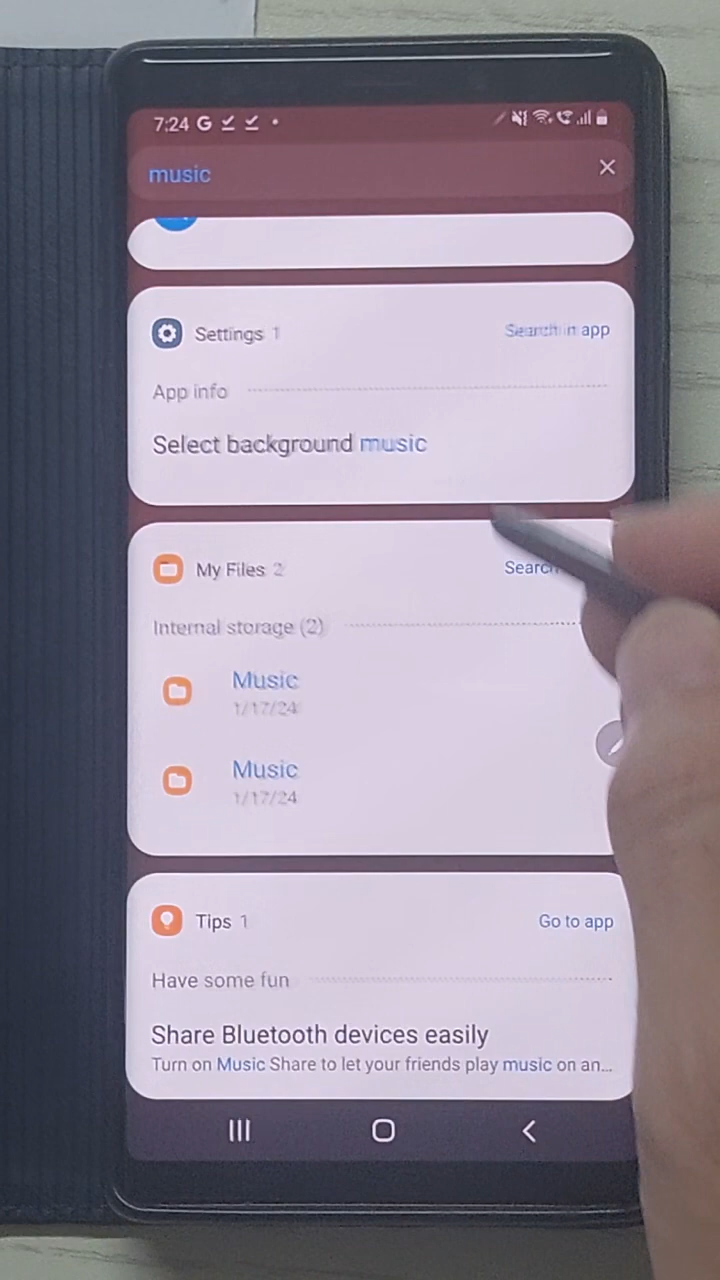 7:24 G
music
Settings 1
Search in app
App info
Select background music
My Files 2
Search
Internal storage (2)
Music
1/17/24
Music
1/17/24
Tips 1
Go to app
Have some fun
Share Bluetooth devices easily
Turn on Music Share to let your friends play music on an...